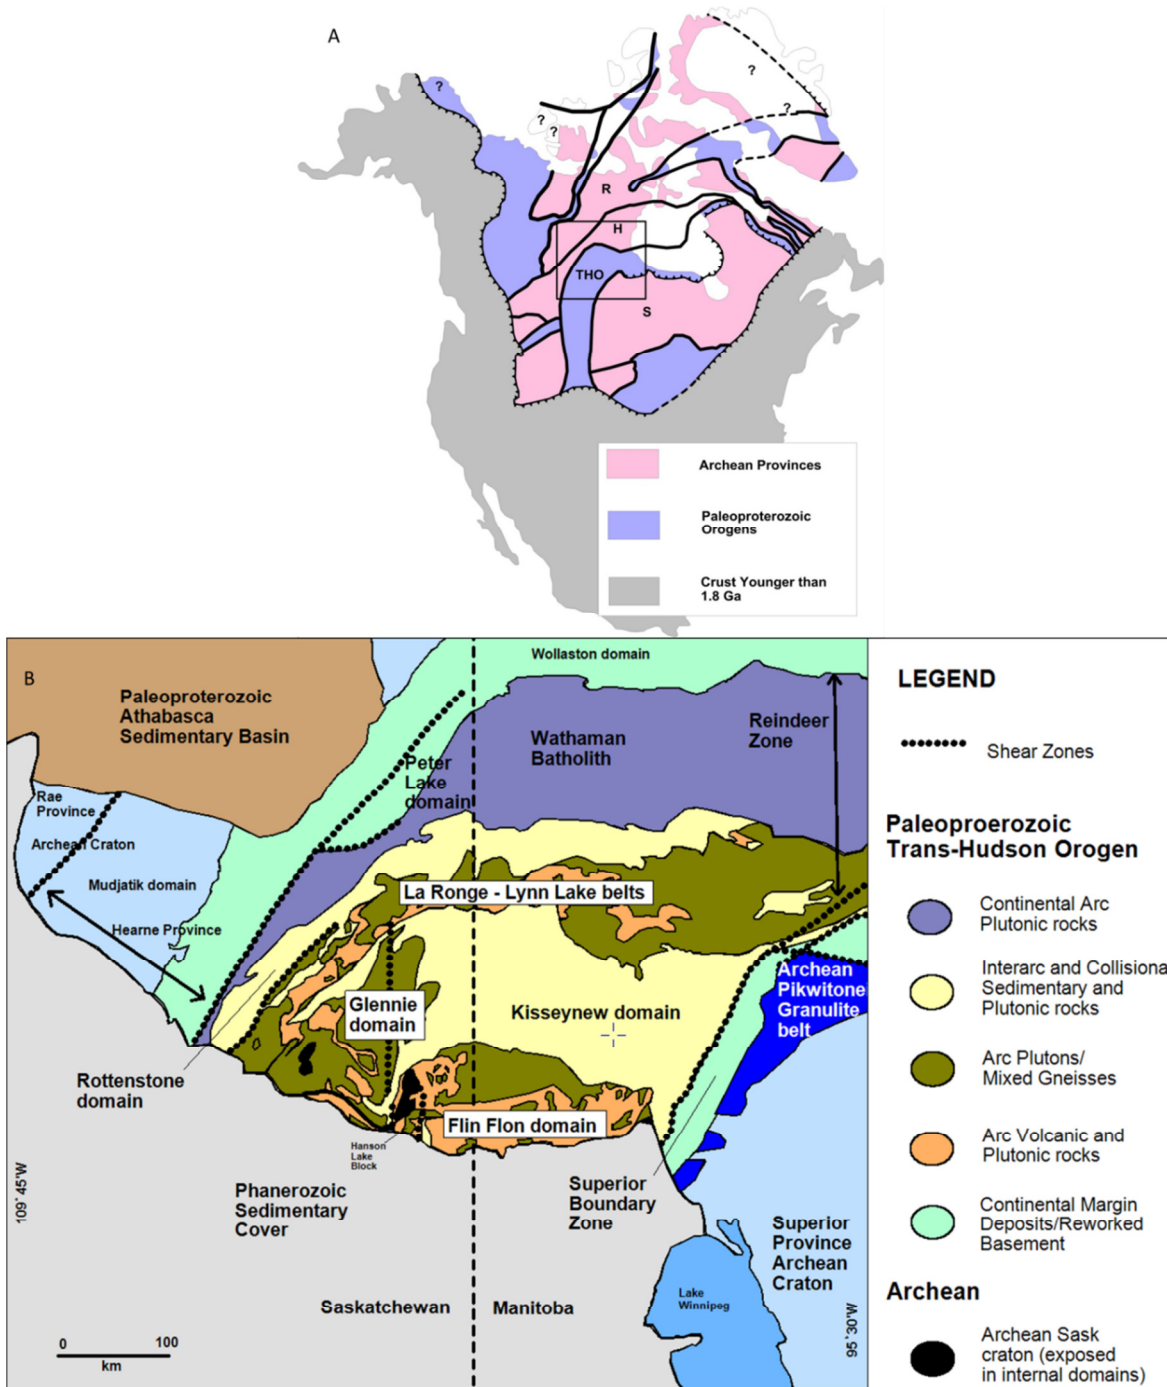 A
?
?
?
?
?
R
H
THO
S
Archean Provinces
Paleoproterozoic
Orogens
Crust Younger than
1.8 Ga
B
Wollaston domain
Paleoproterozoic
Athabasca
Sedimentary Basin
Reindeer
Zone
Wathaman
Batholith
Peter
Lake
domain
Rae
Province
Archean Craton
Mudjatik domain
Hearne Province
La Ronge - Lynn Lake belts
Glennie
domain
Kisseynew domain
Archean
Pikwitonei
Granulite
belt
Rottenstone
domain
Flin Flon domain
Hanson
Lake
Block
Phanerozoic
Sedimentary
Cover
Superior
Boundary
Zone
Superior
Province
Archean
Craton
Lake
Winnipeg
Saskatchewan
Manitoba
0
100
km
109° 45"W
95° 30"W
LEGEND
Shear Zones
Paleoproerozoic
Trans-Hudson Orogen
Continental Arc
Plutonic rocks
Interarc and Collisiona
Sedimentary and
Plutonic rocks
Arc Plutons/
Mixed Gneisses
Arc Volcanic and
Plutonic rocks
Continental Margin
Deposits/Reworked
Basement
Archean
Archean Sask
craton (exposed
in internal domains)